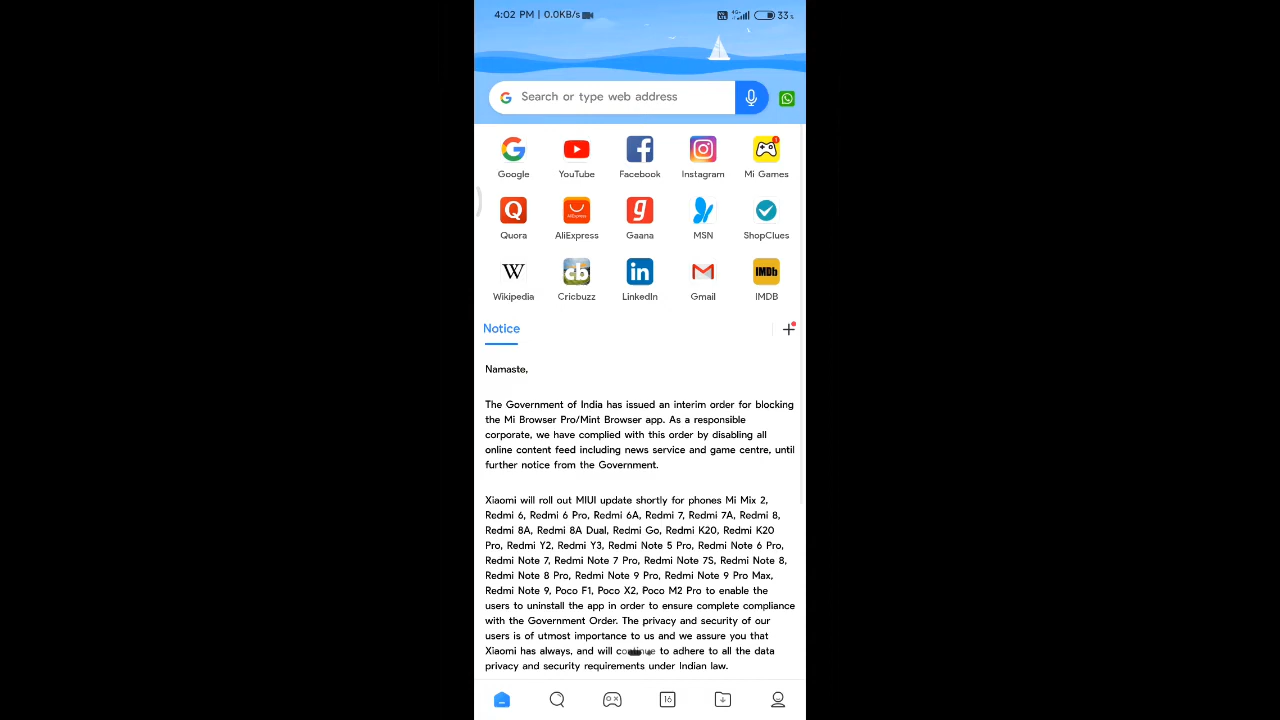 4:02 PM | 0.0KB/s
4G+
33%
Search or type web address
Google YouTube Facebook Instagram Mi Games
Quora AliExpress Gaana MSN ShopClues
Wikipedia Cricbuzz LinkedIn Gmail IMDB
Notice
Namaste,
The Government of India has issued an interim order for blocking
the Mi Browser Pro/Mint Browser app. As a responsible
corporate, we have complied with this order by disabling all
online content feed including news service and game centre, until
further notice from the Government.
Xiaomi will roll out MIUI update shortly for phones Mi Mix 2,
Redmi 6, Redmi 6 Pro, Redmi 6A, Redmi 7, Redmi 7A, Redmi 8,
Redmi 8A, Redmi 8A Dual, Redmi Go, Redmi K20, Redmi K20
Pro, Redmi Y2, Redmi Y3, Redmi Note 5 Pro, Redmi Note 6 Pro,
Redmi Note 7, Redmi Note 7 Pro, Redmi Note 7S, Redmi Note 8,
Redmi Note 8 Pro, Redmi Note 9 Pro, Redmi Note 9 Pro Max,
Redmi Note 9, Poco F1, Poco X2, Poco M2 Pro to enable the
users to uninstall the app in order to ensure complete compliance
with the Government Order. The privacy and security of our
users is of utmost importance to us and we assure you that
Xiaomi has always, and will continue to adhere to all the data
privacy and security requirements under Indian law.
16